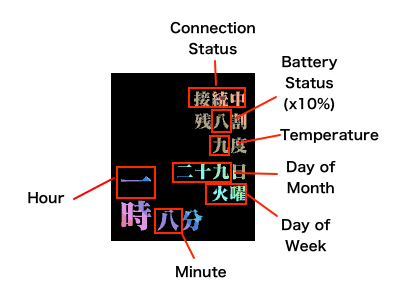 Connection
Status
Battery
Status
(x10%)
Temperature
Day of
Month
Day of
Week
Hour
Minute
接続中
残八割
九度
二十九日
火曜
一
時八分